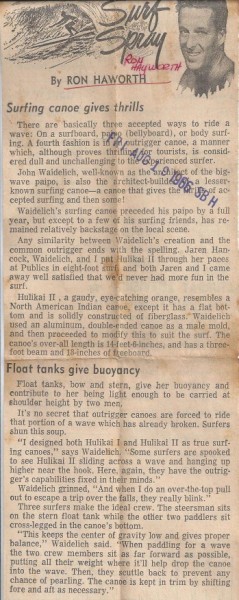 Surf
Spray
RON
HAYWORTH
By RON HAWORTH
Surfing canoe gives thrills
There are basically three accepted ways to ride a
wave: On a surfboard, paipo (bellyboard), or body surf-
ing. A fourth fashion is in an outrigger canoe, a manner
which, although proves thrilling to tourists, is consid-
ered dull and unchallenging to the experienced surfer.
John Waidelich, well-known as the architect of the big-
wave paipo, is also the architect-builder of a lesser-
known surfing canoe—a canoe that gives the thrill of ac-
cepted surfing and then some!
Waidelich's surfing canoe preceded his paipo by a full
year, but except to a few of his surfing friends, has re-
mained relatively backstage on the local scene.
Any similarity between Waidelich's creation and the
common outrigger ends with the spelling. Jaren Han-
cock, Waidelich, and I put Hulikai II through her paces
at Publics in eight-foot surf and both Jaren and I came
away well satisfied that we'd never had more fun in the
surf.
Hulikai II, a gaudy, eye-catching orange, resembles a
North American Indian canoe, except it has a flat bot-
tom and is solidly constructed of fiberglass. Waidelich
used an aluminum, double-ended canoe as a male mold,
and then proceeded to modify this to suit the surf. The
canoe's over-all length is 14-feet-6-inches, and has a three-
foot beam and 15-inches of freeboard.
Float tanks give buoyancy
Float tanks, bow and stern, give her buoyancy and
contribute to her being light enough to be carried at
shoulder height by two men.
It's no secret that outrigger canoes are forced to ride
that portion of a wave which has already broken. Surfers
shun this soup.
"I designed both Hulikai I and Hulikai II as true surf-
ing canoes," says Waidelich. "Some surfers are spooked
to see Hulikai II sliding across a wave and hanging up
higher near the hook. Here again, they have the outrig-
ger's capabilities fixed in their minds."
Waidelich grinned, "And when I do an over-the-top pull
out to escape a trip over the falls, they really blink."
Three surfers make the ideal crew. The steersman sits
on the stern float tank while the other two paddlers sit
cross-legged in the canoe's bottom.
"This keeps the center of gravity low and gives proper
balance," Waidelich said. "When paddling for a wave
the two crew members sit as far forward as possible,
putting all their weight where it'll help drop the canoe
into the wave. Then, they scuttle back to prevent any
chance of pearling. The canoe is kept in trim by shifting
fore and aft as necessary."